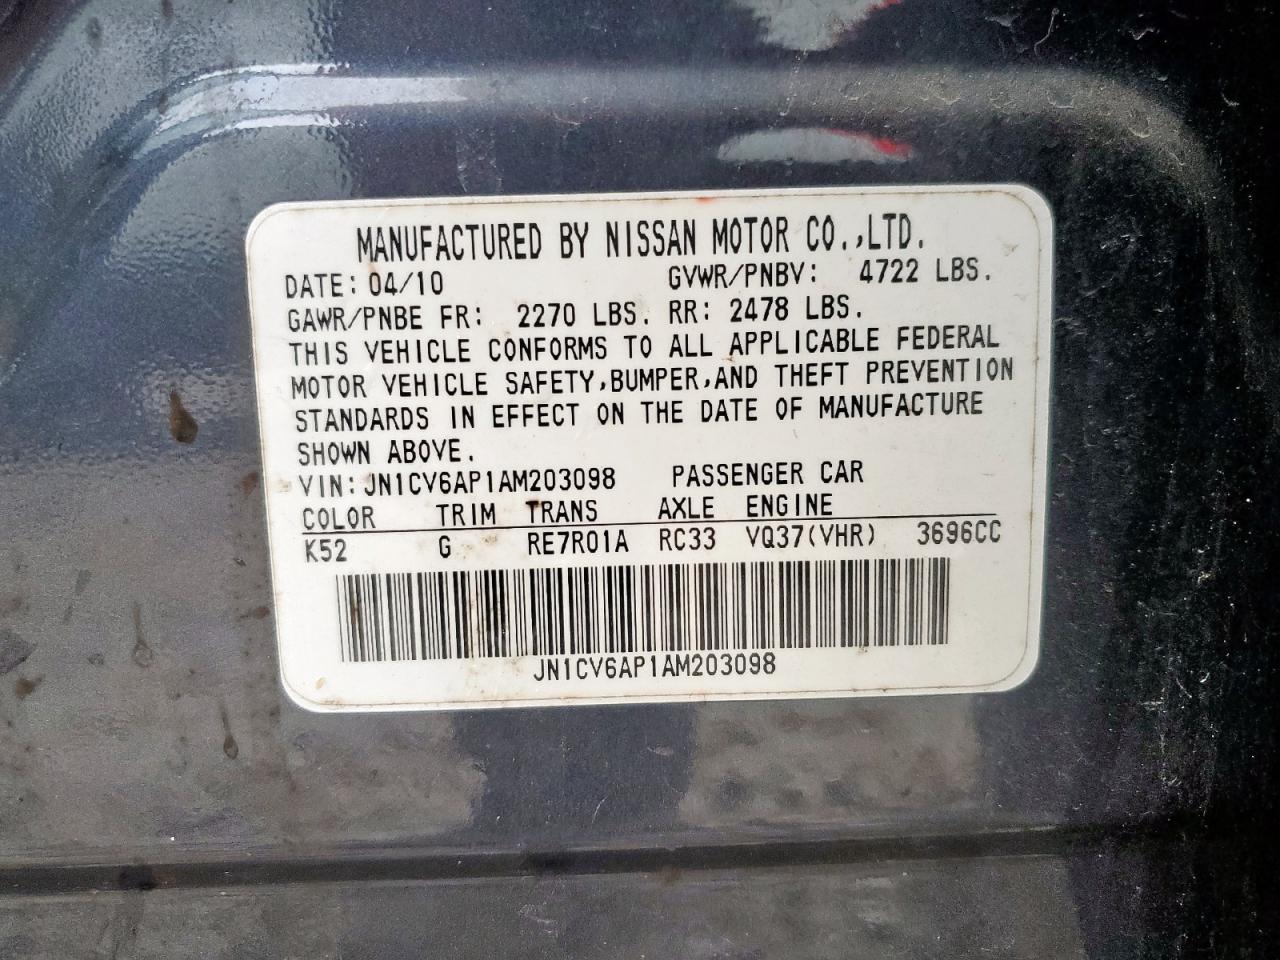 MANUFACTURED BY NISSAN MOTOR CO.,LTD.
DATE: 04/10 GVWR/PNBV: 4722 LBS.
GAWR/PNBE FR: 2270 LBS. RR: 2478 LBS.
THIS VEHICLE CONFORMS TO ALL APPLICABLE FEDERAL
MOTOR VEHICLE SAFETY,BUMPER,AND THEFT PREVENTION
STANDARDS IN EFFECT ON THE DATE OF MANUFACTURE
SHOWN ABOVE.
VIN:JN1CV6AP1AM203098 PASSENGER CAR
COLOR TRIM TRANS AXLE ENGINE
K52 G RE7R01A RC33 VQ37(VHR) 3696CC
JN1CV6AP1AM203098